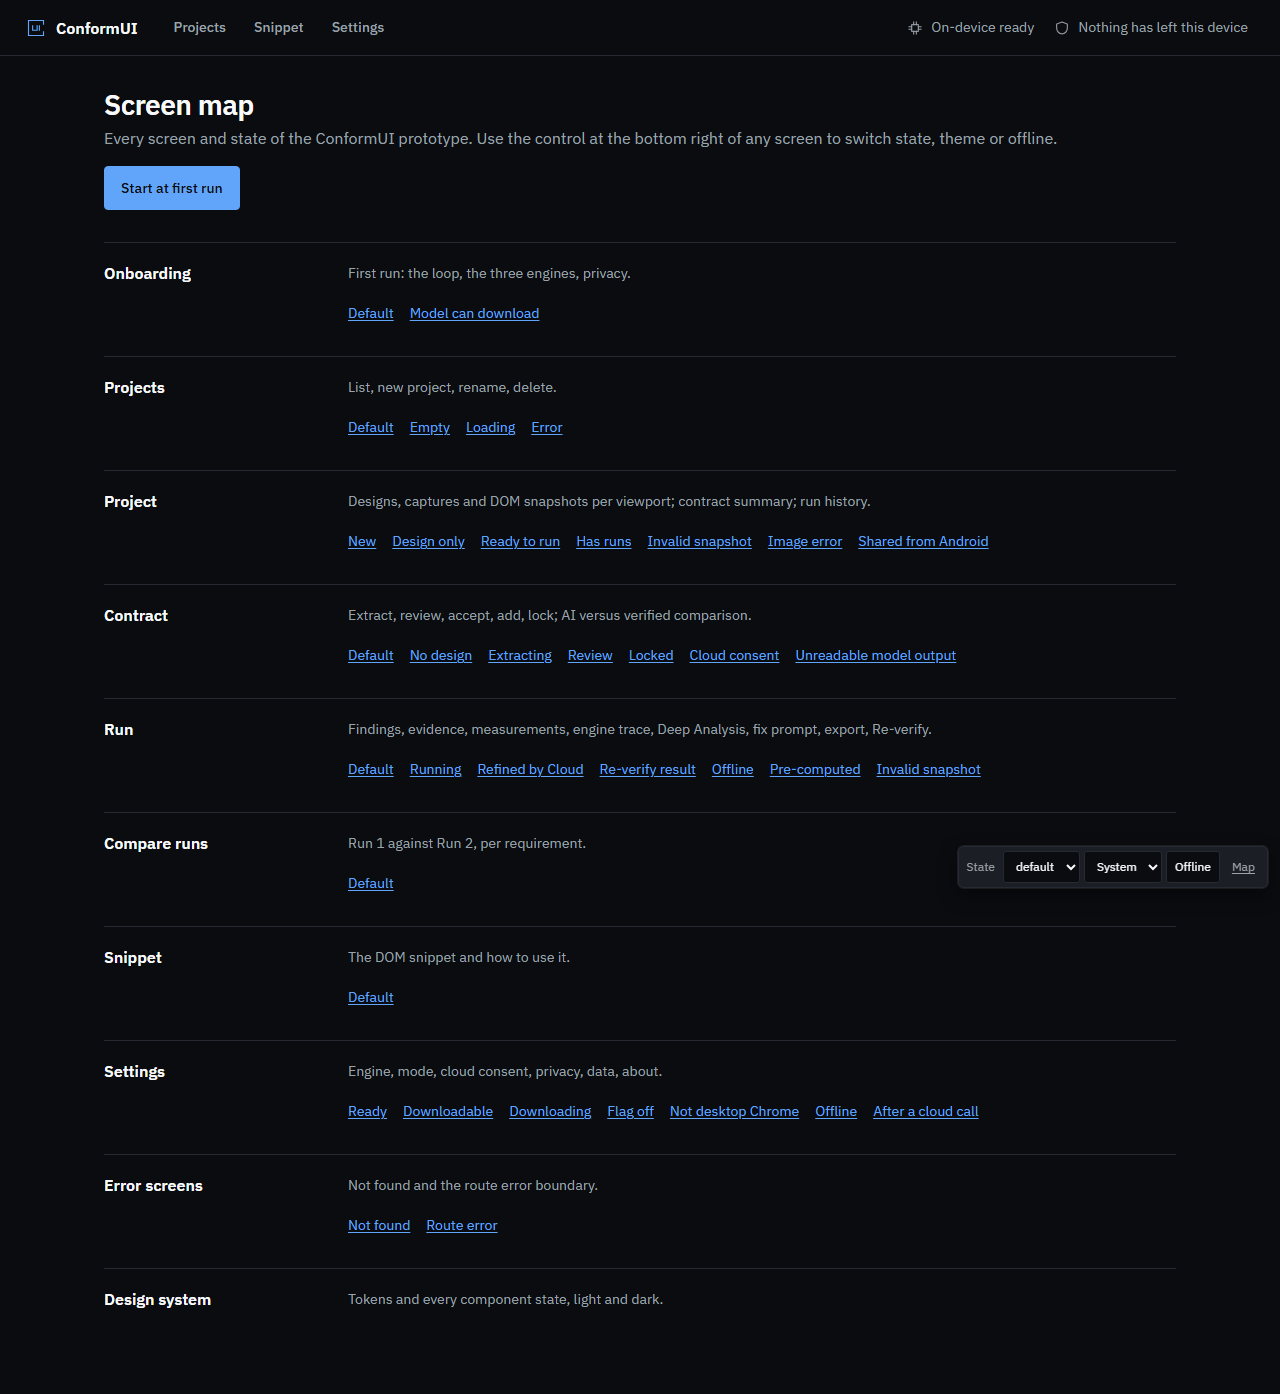 UI ConformUI Projects Snippet Settings On-device ready Nothing has left this device
Screen map
Every screen and state of the ConformUI prototype. Use the control at the bottom right of any screen to switch state, theme or offline.
Start at first run
Onboarding First run: the loop, the three engines, privacy.
Default Model can download
Projects List, new project, rename, delete.
Default Empty Loading Error
Project Designs, captures and DOM snapshots per viewport; contract summary; run history.
New Design only Ready to run Has runs Invalid snapshot Image error Shared from Android
Contract Extract, review, accept, add, lock; AI versus verified comparison.
Default No design Extracting Review Locked Cloud consent Unreadable model output
Run Findings, evidence, measurements, engine trace, Deep Analysis, fix prompt, export, Re-verify.
Default Running Refined by Cloud Re-verify result Offline Pre-computed Invalid snapshot
Compare runs Run 1 against Run 2, per requirement.
State default System Offline Map
Default
Snippet The DOM snippet and how to use it.
Default
Settings Engine, mode, cloud consent, privacy, data, about.
Ready Downloadable Downloading Flag off Not desktop Chrome Offline After a cloud call
Error screens Not found and the route error boundary.
Not found Route error
Design system Tokens and every component state, light and dark.